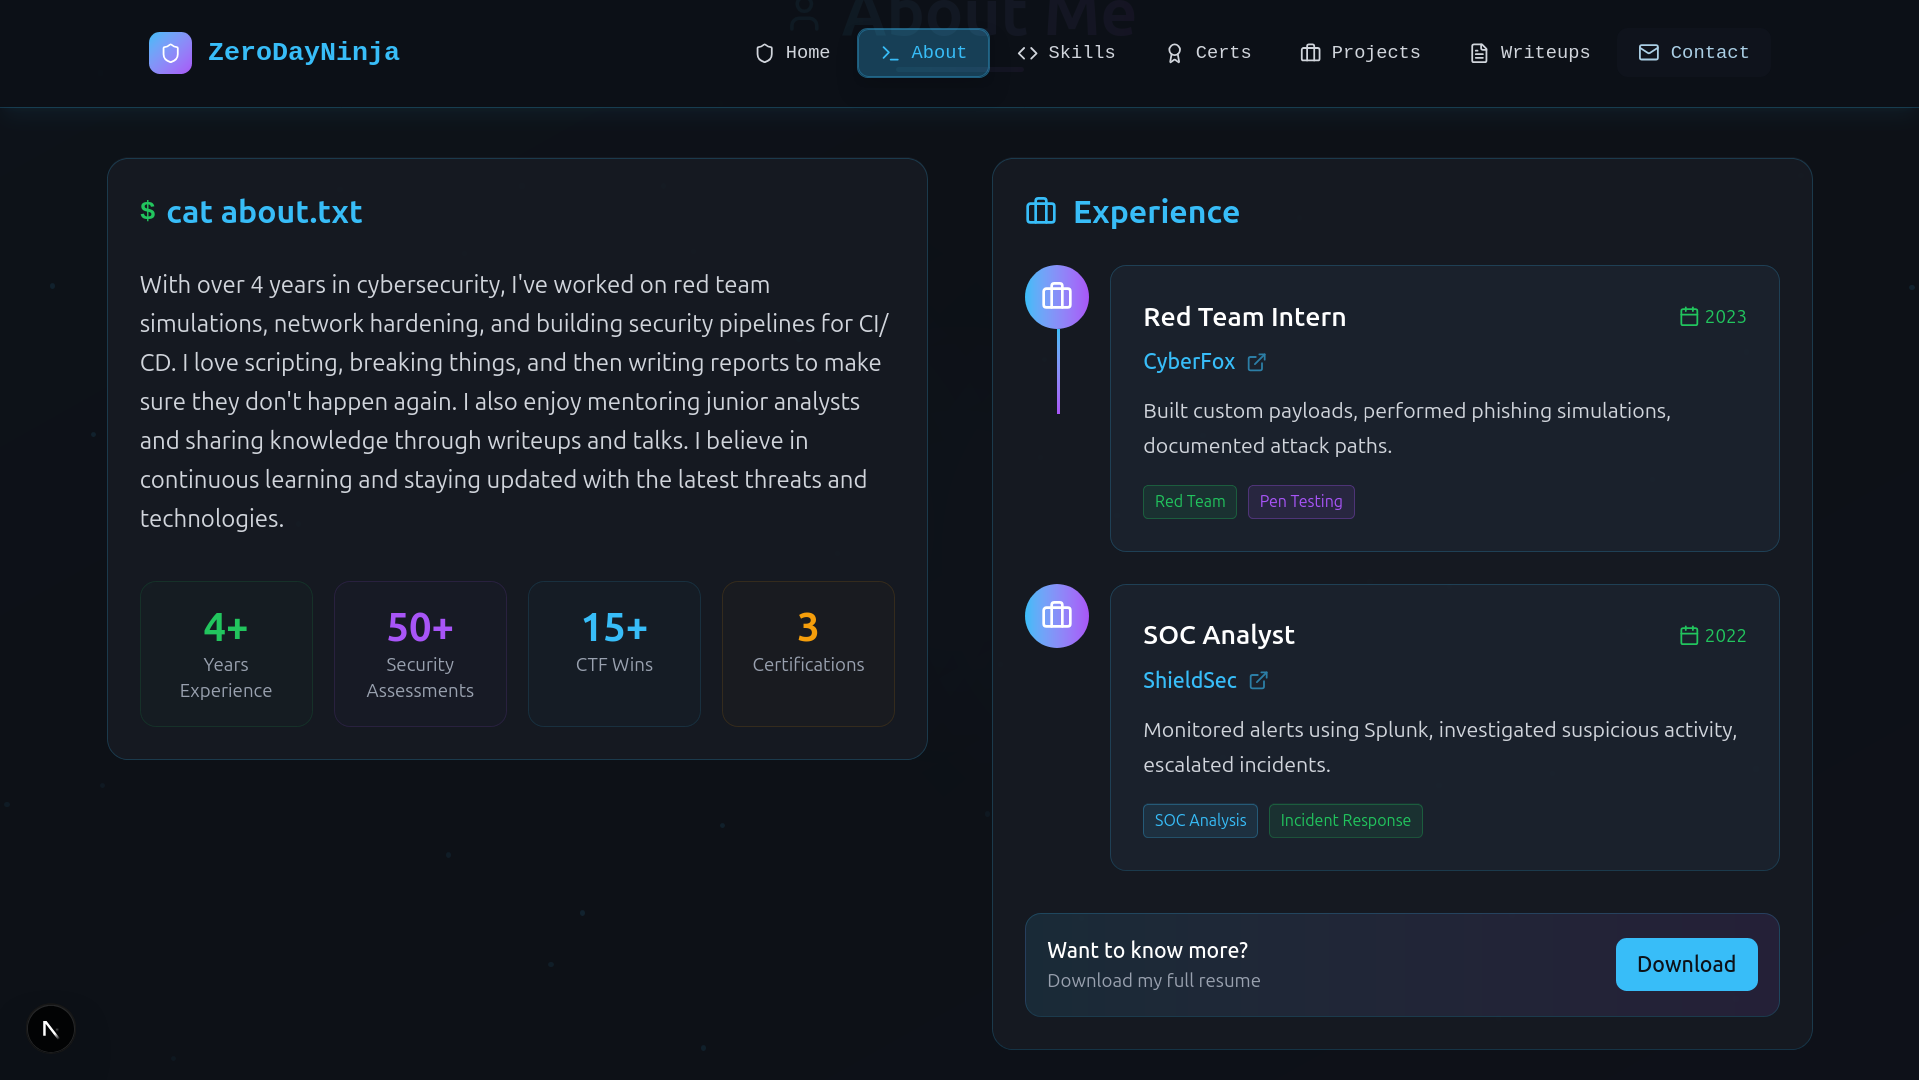 About Me
ZeroDayNinja
Home
About
Skills
Certs
Projects
Writeups
Contact
$ cat about.txt
With over 4 years in cybersecurity, I've worked on red team
simulations, network hardening, and building security pipelines for CI/
CD. I love scripting, breaking things, and then writing reports to make
sure they don't happen again. I also enjoy mentoring junior analysts
and sharing knowledge through writeups and talks. I believe in
continuous learning and staying updated with the latest threats and
technologies.
4+
Years
Experience
50+
Security
Assessments
15+
CTF Wins
3
Certifications
Experience
Red Team Intern
2023
CyberFox
Built custom payloads, performed phishing simulations,
documented attack paths.
Red Team
Pen Testing
SOC Analyst
2022
ShieldSec
Monitored alerts using Splunk, investigated suspicious activity,
escalated incidents.
SOC Analysis
Incident Response
Want to know more?
Download my full resume
Download
N